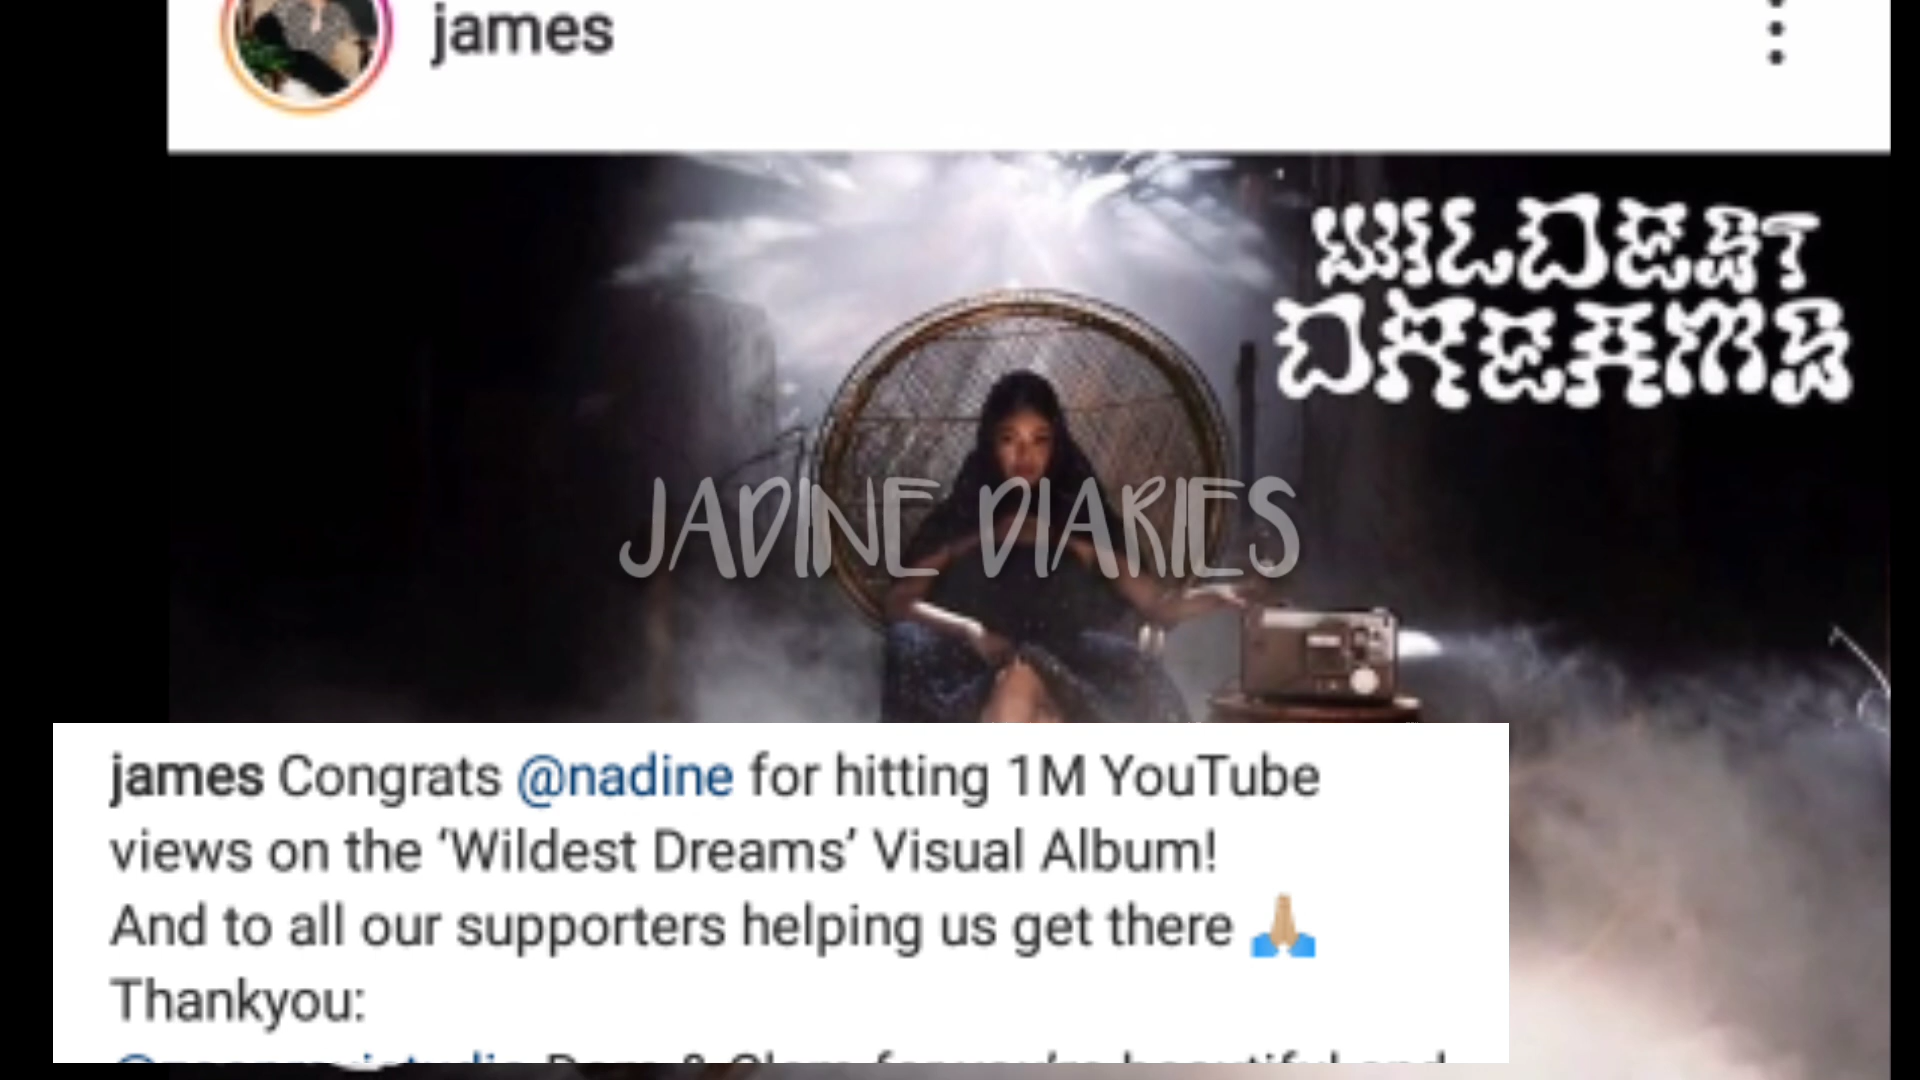 james
WILDEST
DREAMS
JADINE DIARIES
james Congrats @nadine for hitting 1M YouTube
views on the ‘Wildest Dreams’ Visual Album!
And to all our supporters helping us get there 🙏🏼
Thankyou: